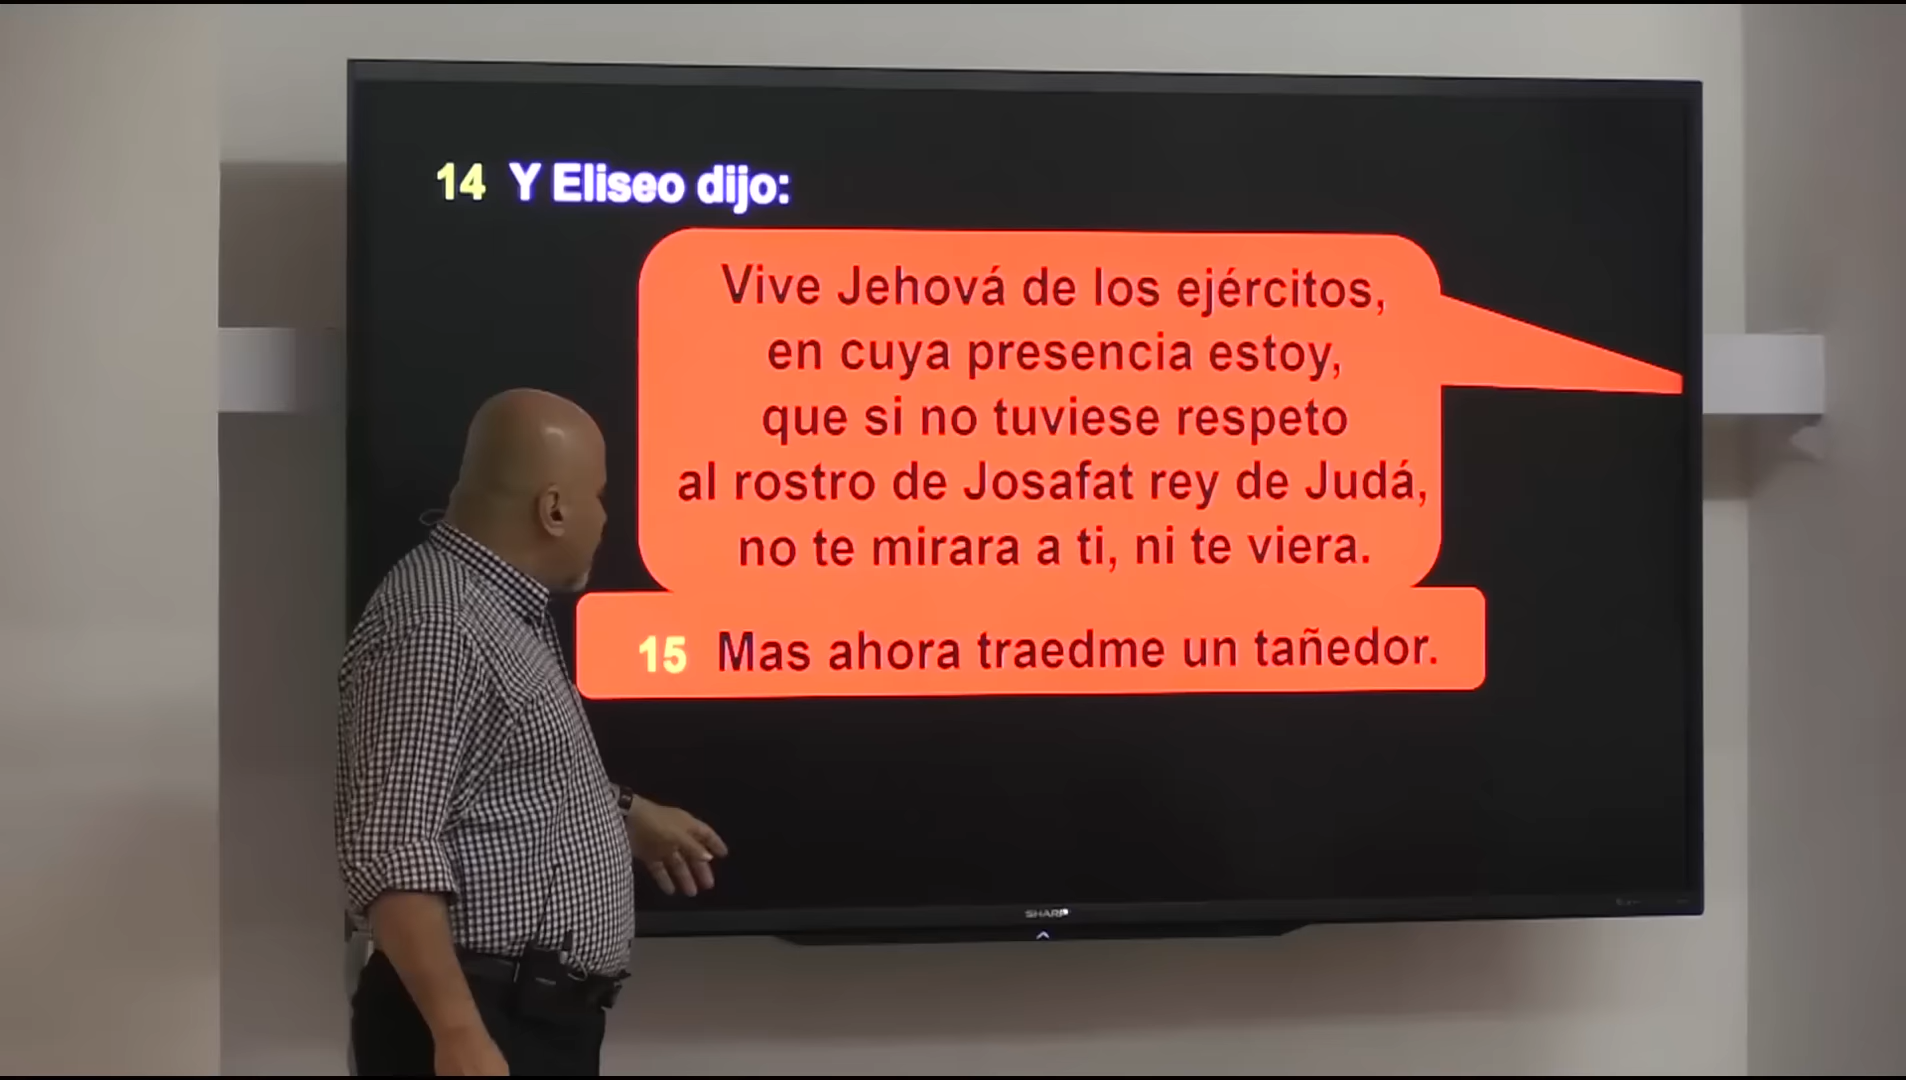 14 Y Eliseo dijo:
Vive Jehová de los ejércitos,
en cuya presencia estoy,
que si no tuviese respeto
al rostro de Josafat rey de Judá,
no te mirara a ti, ni te viera.
15 Mas ahora traedme un tañedor.
SHARP